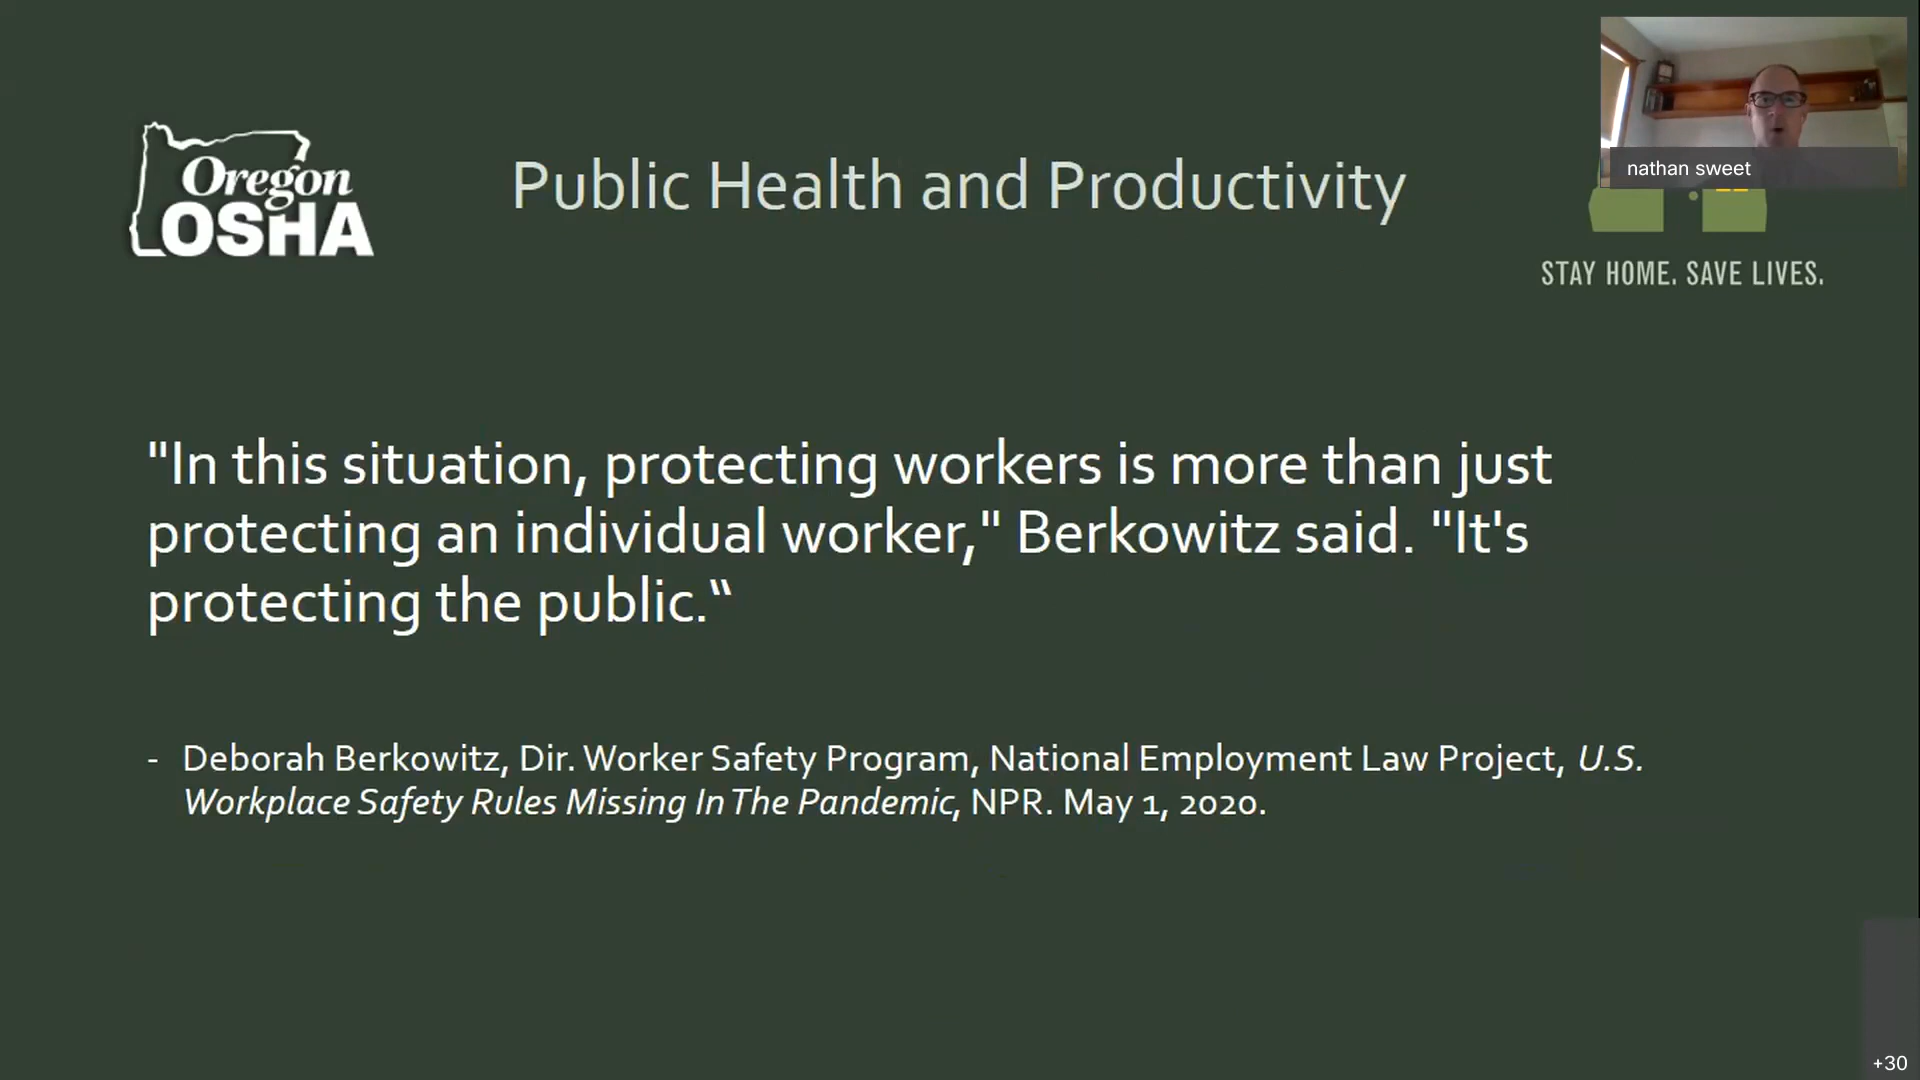 Oregon
OSHA
Public Health and Productivity
nathan sweet
STAY HOME. SAVE LIVES.
"In this situation, protecting workers is more than just
protecting an individual worker," Berkowitz said. "It's
protecting the public.“
- Deborah Berkowitz, Dir. Worker Safety Program, National Employment Law Project, U.S.
Workplace Safety Rules Missing In The Pandemic, NPR. May 1, 2020.
+30